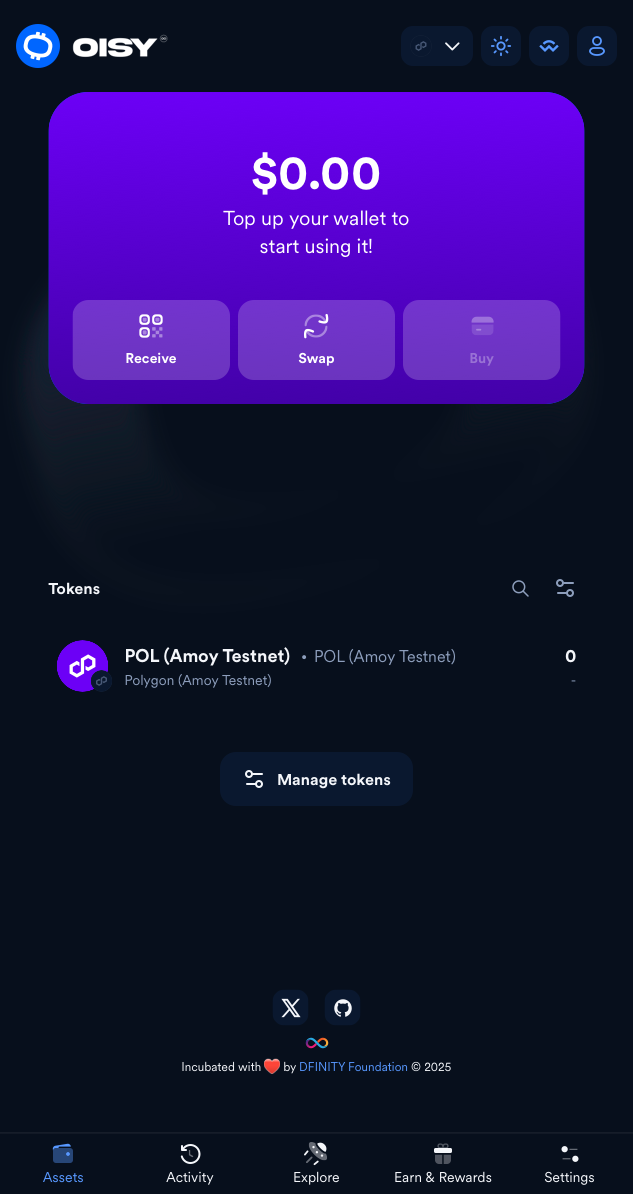 OISY
$0.00
Top up your wallet to
start using it!
Receive
Swap
Buy
Tokens
POL (Amoy Testnet) • POL (Amoy Testnet)
0
Polygon (Amoy Testnet)
-
Manage tokens
Incubated with ❤️ by DFINITY Foundation © 2025
Assets
Activity
Explore
Earn & Rewards
Settings